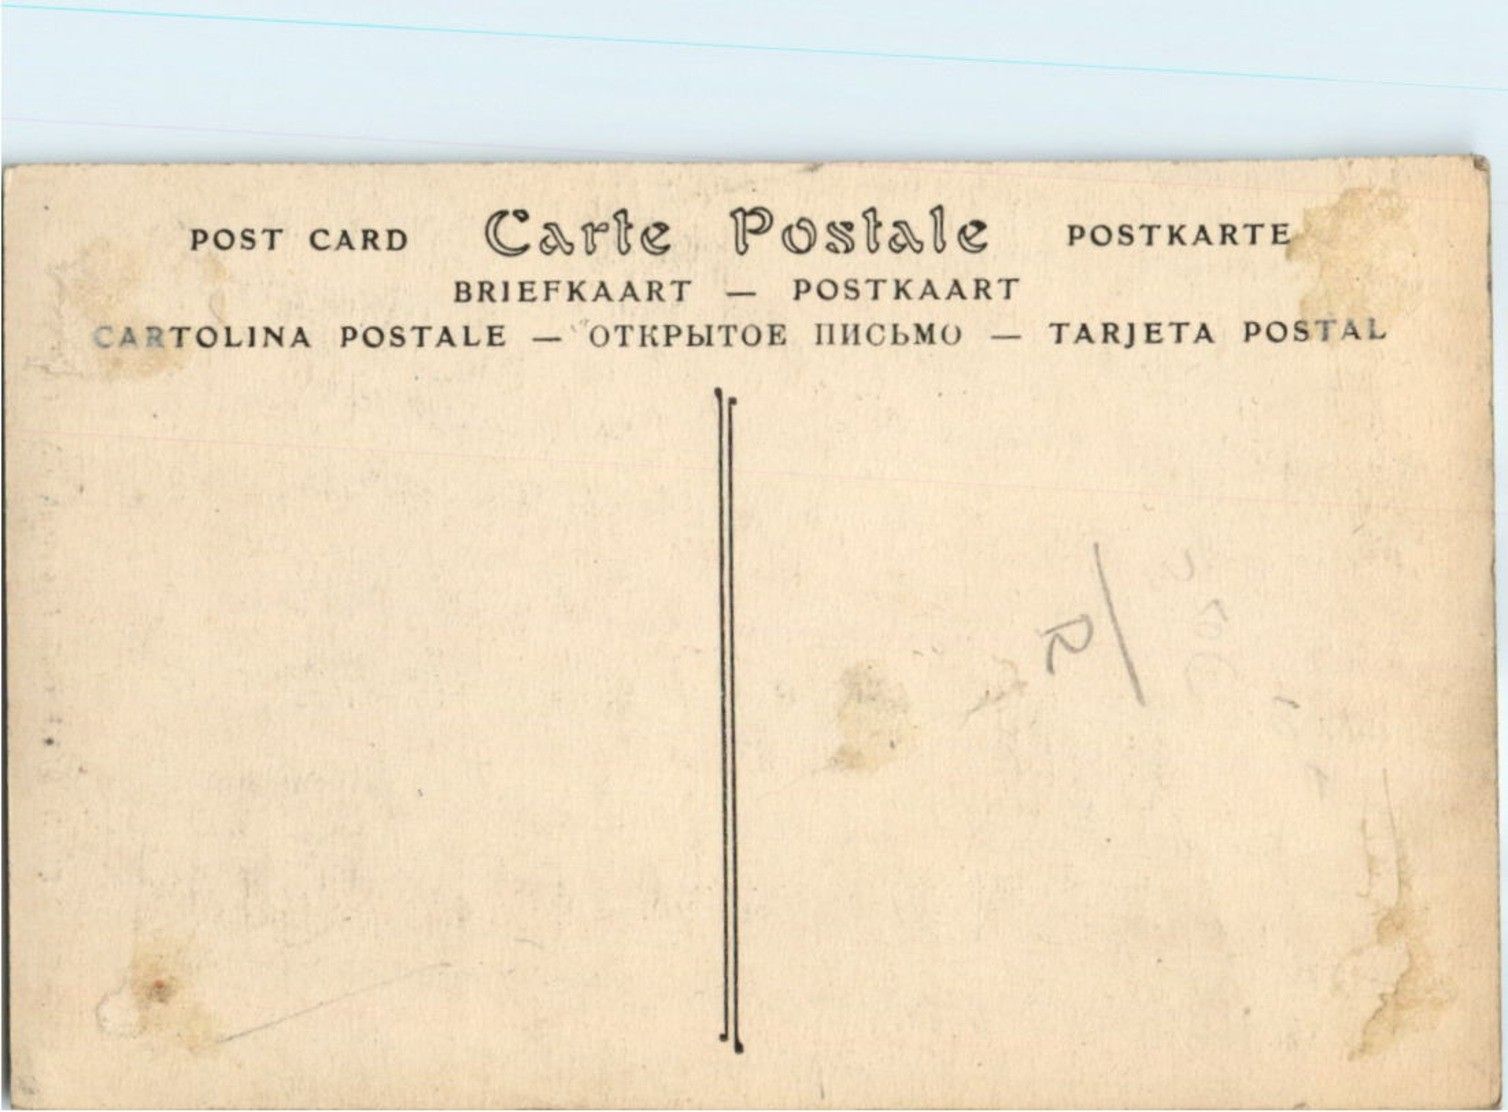 POST CARD Carte Postale POSTKARTE
BRIEFKAART — POSTKAART
CARTOLINA POSTALE — ОТКРЫТОЕ ПИСЬМО — TARJETA POSTAL